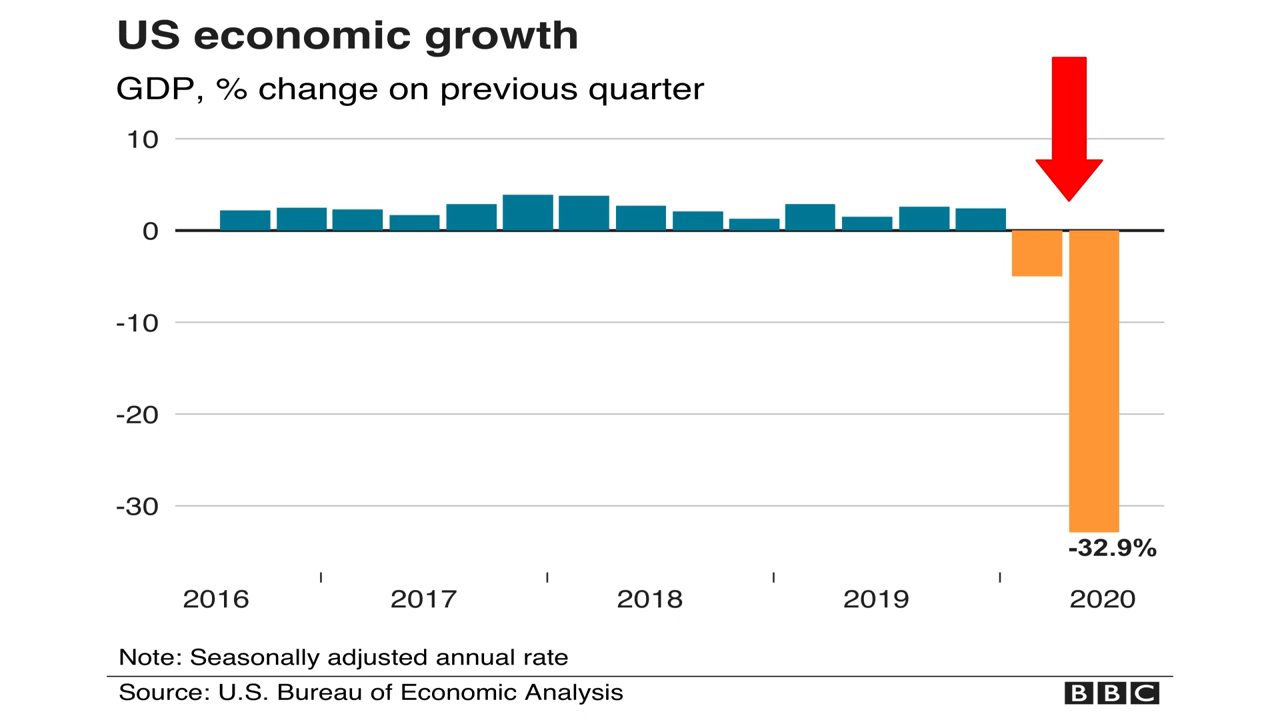 US economic growth
GDP, % change on previous quarter
10
0
-10
-20
-30
-32.9%
2016 2017 2018 2019 2020
Note: Seasonally adjusted annual rate
Source: U.S. Bureau of Economic Analysis
BBC